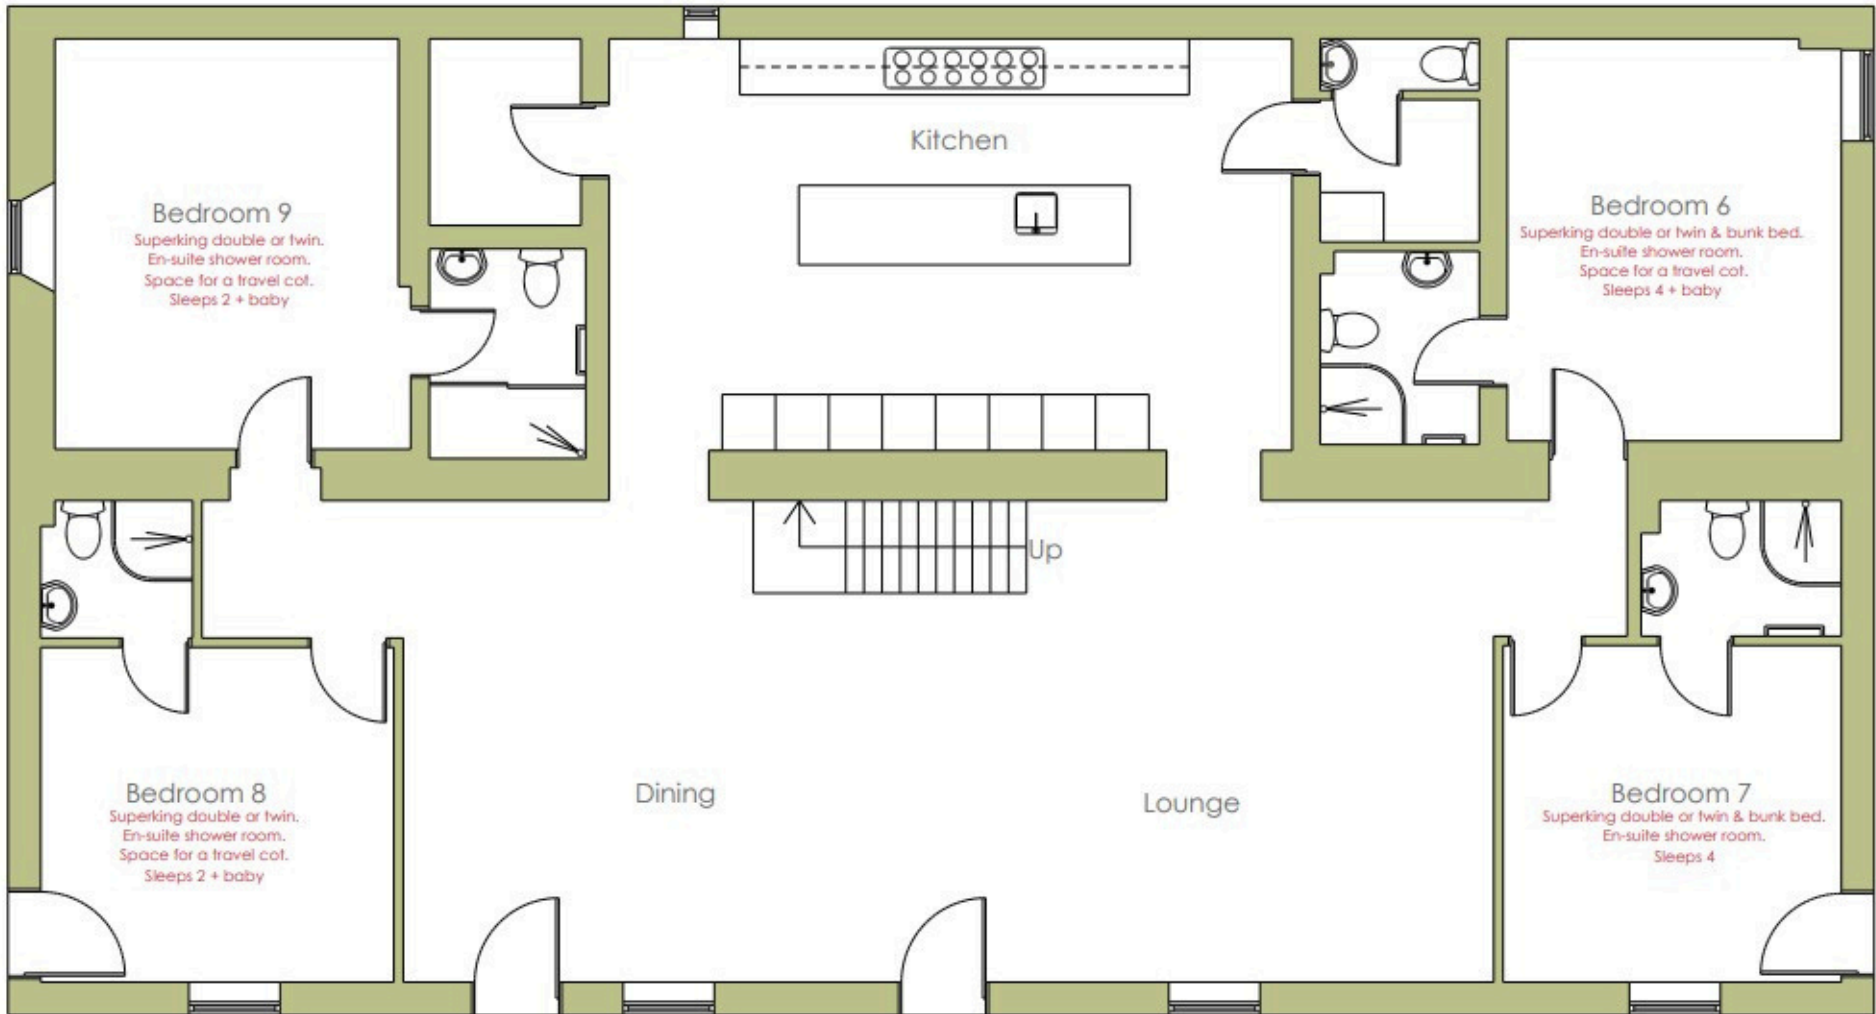 Kitchen
Bedroom 9
Superking double or twin.
En-suite shower room.
Space for a travel cot.
Sleeps 2 + baby
Bedroom 6
Superking double or twin & bunk bed.
En-suite shower room.
Space for a travel cot.
Sleeps 4 + baby
Up
Bedroom 8
Superking double or twin.
En-suite shower room.
Space for a travel cot.
Sleeps 2 + baby
Dining
Lounge
Bedroom 7
Superking double or twin & bunk bed.
En-suite shower room.
Sleeps 4